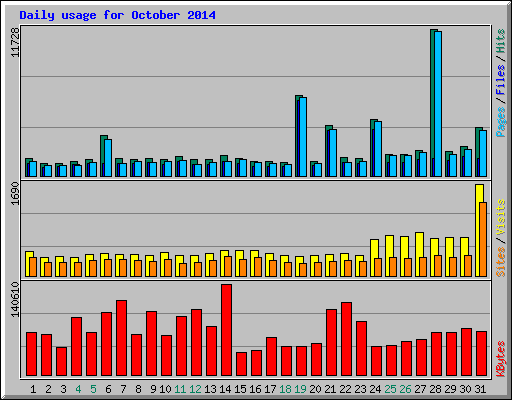 Daily usage for October 2014
11728
Pages / Files / Hits
1690
Sites / Visits
140610
KBytes
1 2 3 4 5 6 7 8 9 10 11 12 13 14 15 16 17 18 19 20 21 22 23 24 25 26 27 28 29 30 31